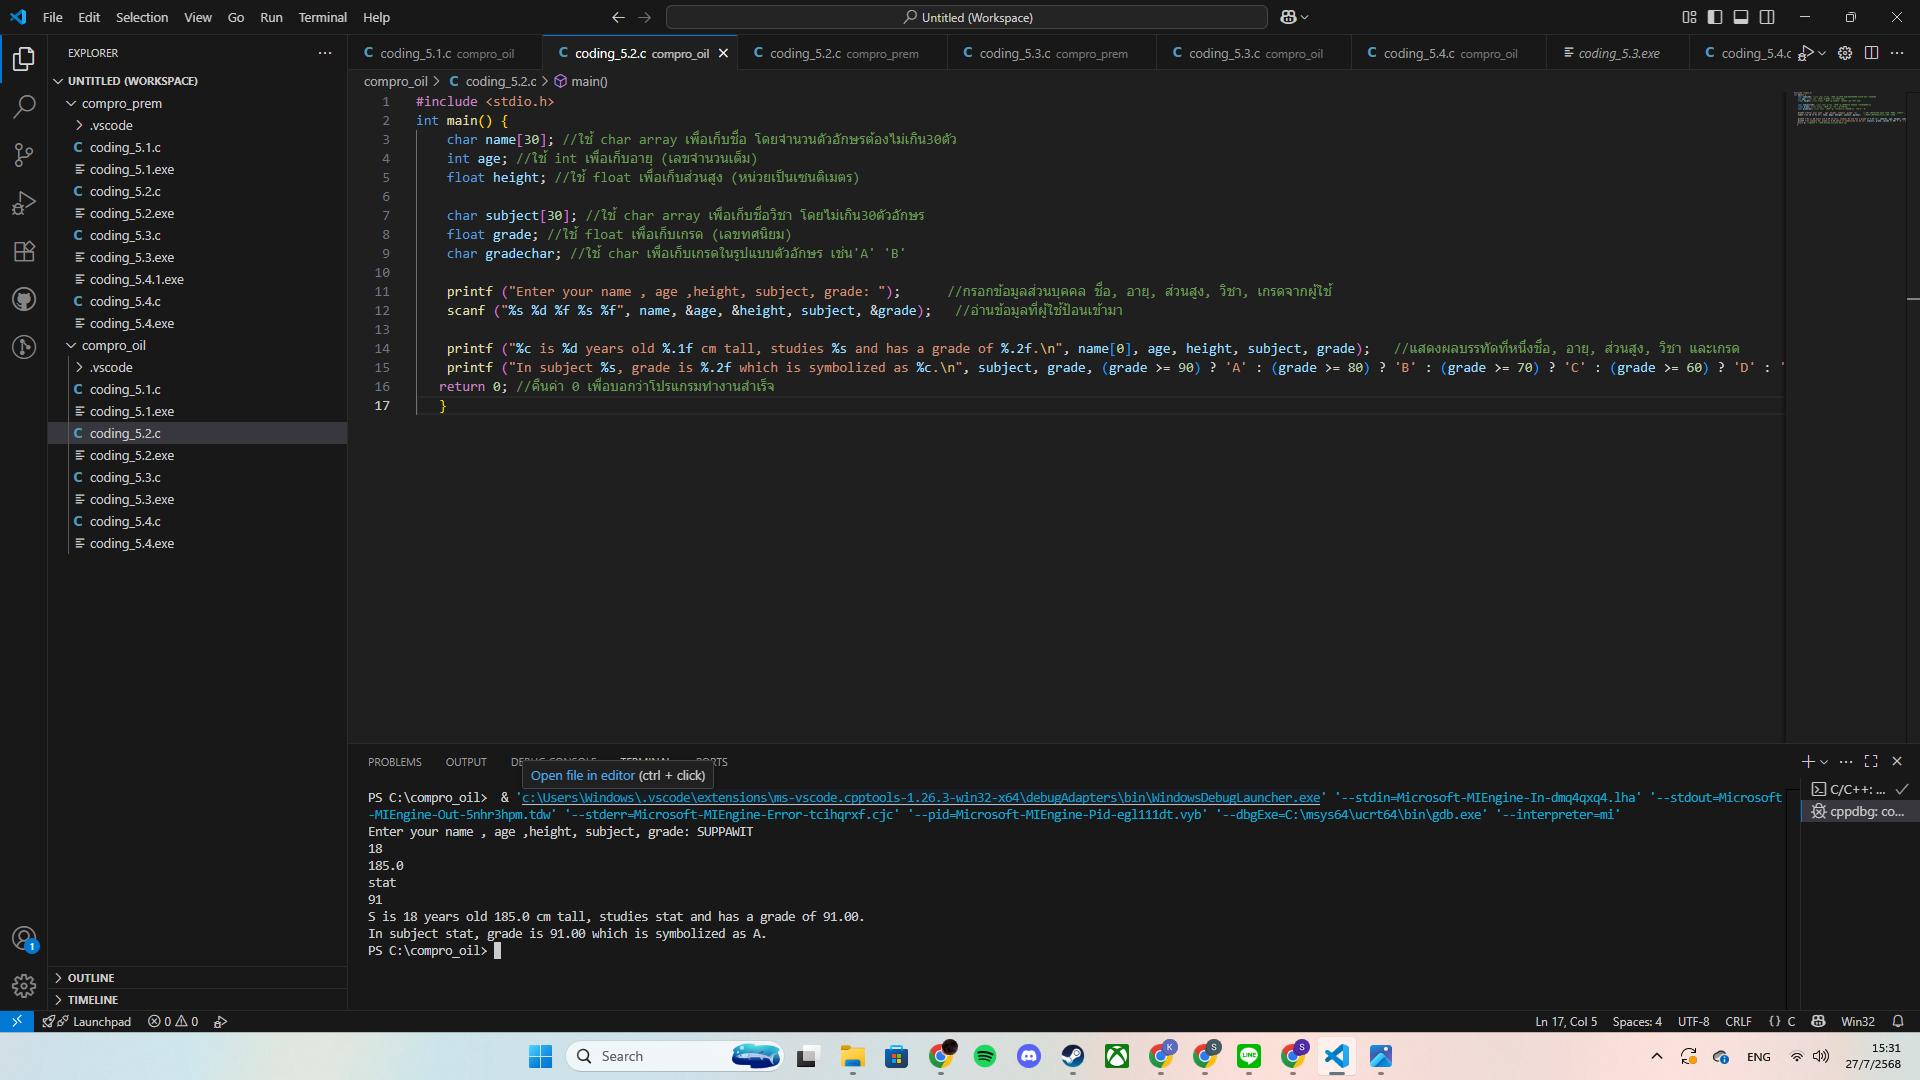 File Edit Selection View Go Run Terminal Help
Untitled (Workspace)
EXPLORER
coding_5.1.c compro_oil
coding_5.2.c compro_oil
coding_5.2.c compro_prem
coding_5.3.c compro_prem
coding_5.3.c compro_oil
coding_5.4.c compro_oil
coding_5.3.exe
coding_5.4.c
UNTITLED (WORKSPACE)
compro_prem
.vscode
coding_5.1.c
coding_5.1.exe
coding_5.2.c
coding_5.2.exe
coding_5.3.c
coding_5.3.exe
coding_5.4.1.exe
coding_5.4.c
coding_5.4.exe
compro_oil
.vscode
coding_5.1.c
coding_5.1.exe
coding_5.2.c
coding_5.2.exe
coding_5.3.c
coding_5.3.exe
coding_5.4.c
coding_5.4.exe
OUTLINE
TIMELINE
compro_oil > C coding_5.2.c > main()
1 #include <stdio.h>
2 int main() {
3 char name[30]; //ใช้ char array เพื่อเก็บชื่อ โดยจำนวนตัวอักษรต้องไม่เกิน30ตัว
4 int age; //ใช้ int เพื่อเก็บอายุ (เลขจำนวนเต็ม)
5 float height; //ใช้ float เพื่อเก็บส่วนสูง (หน่วยเป็นเซนติเมตร)
6
7 char subject[30]; //ใช้ char array เพื่อเก็บชื่อวิชา โดยไม่เกิน30ตัวอักษร
8 float grade; //ใช้ float เพื่อเก็บเกรด (เลขทศนิยม)
9 char gradechar; //ใช้ char เพื่อเก็บเกรดในรูปแบบตัวอักษร เช่น'A' 'B'
10
11 printf ("Enter your name , age ,height, subject, grade: "); //กรอกข้อมูลส่วนบุคคล ชื่อ, อายุ, ส่วนสูง, วิชา, เกรดจากผู้ใช้
12 scanf ("%s %d %f %s %f", name, &age, &height, subject, &grade); //อ่านข้อมูลที่ผู้ใช้ป้อนเข้ามา
13
14 printf ("%c is %d years old %.1f cm tall, studies %s and has a grade of %.2f.\n", name[0], age, height, subject, grade); //แสดงผลบรรทัดที่หนึ่งชื่อ, อายุ, ส่วนสูง, วิชา และเกรด
15 printf ("In subject %s, grade is %.2f which is symbolized as %c.\n", subject, grade, (grade >= 90) ? 'A' : (grade >= 80) ? 'B' : (grade >= 70) ? 'C' : (grade >= 60) ? 'D' : '
16 return 0; //คืนค่า 0 เพื่อบอกว่าโปรแกรมทำงานสำเร็จ
17 }
PROBLEMS OUTPUT PORTS
Open file in editor (ctrl + click)
PS C:\compro_oil> & 'c:\Users\Windows\.vscode\extensions\ms-vscode.cpptools-1.26.3-win32-x64\debugAdapters\bin\WindowsDebugLauncher.exe' '--stdin=Microsoft-MIEngine-In-dmq4qxq4.lha' '--stdout=Microsoft
-MIEngine-Out-5nhr3hpm.tdw' '--stderr=Microsoft-MIEngine-Error-tcihqrxf.cjc' '--pid=Microsoft-MIEngine-Pid-egl111dt.vyb' '--dbgExe=C:\msys64\ucrt64\bin\gdb.exe' '--interpreter=mi'
Enter your name , age ,height, subject, grade: SUPPAWIT
18
185.0
stat
91
S is 18 years old 185.0 cm tall, studies stat and has a grade of 91.00.
In subject stat, grade is 91.00 which is symbolized as A.
PS C:\compro_oil>
C/C++: ...
cppdbg: co...
1
Launchpad 0 0
Ln 17, Col 5 Spaces: 4 UTF-8 CRLF {} C Win32
Search
K S S
LINE
ENG
15:31
27/7/2568